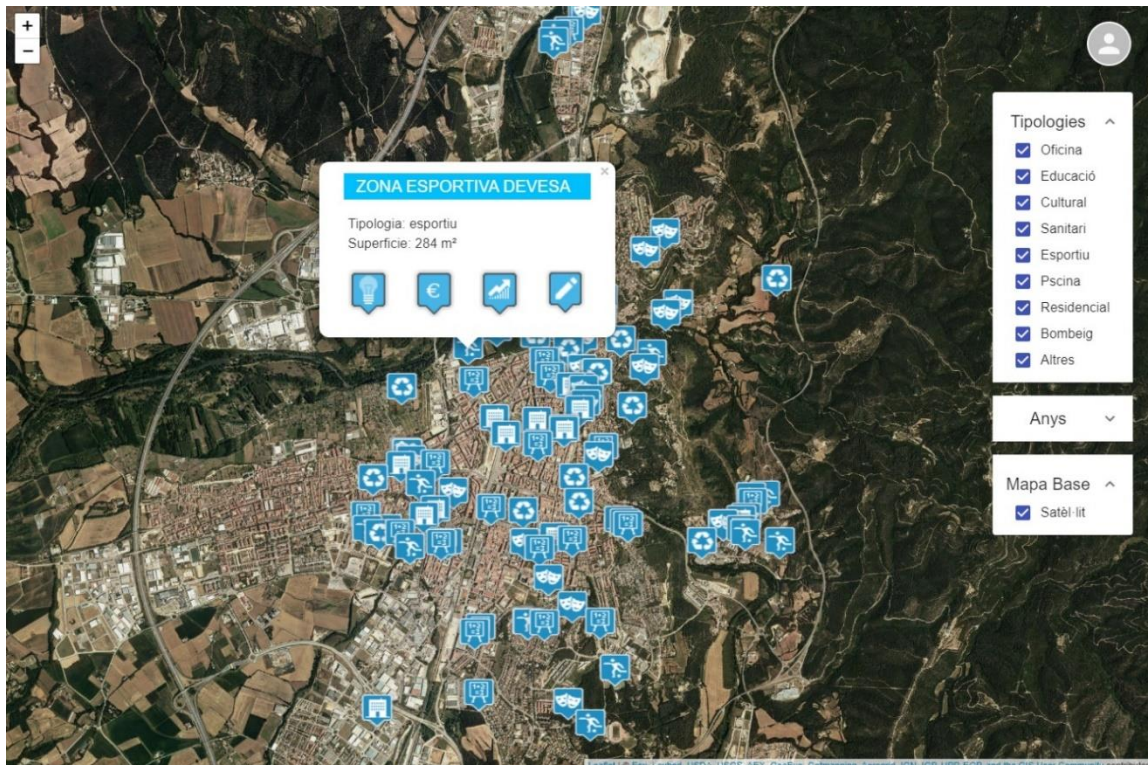 +
−
ZONA ESPORTIVA DEVESA
×
Tipologia: esportiu
Superficie: 284 m²
€
Tipologies
Oficina
Educació
Cultural
Sanitari
Esportiu
Pscina
Residencial
Bombeig
Altres
Anys
Mapa Base
Satèl·lit